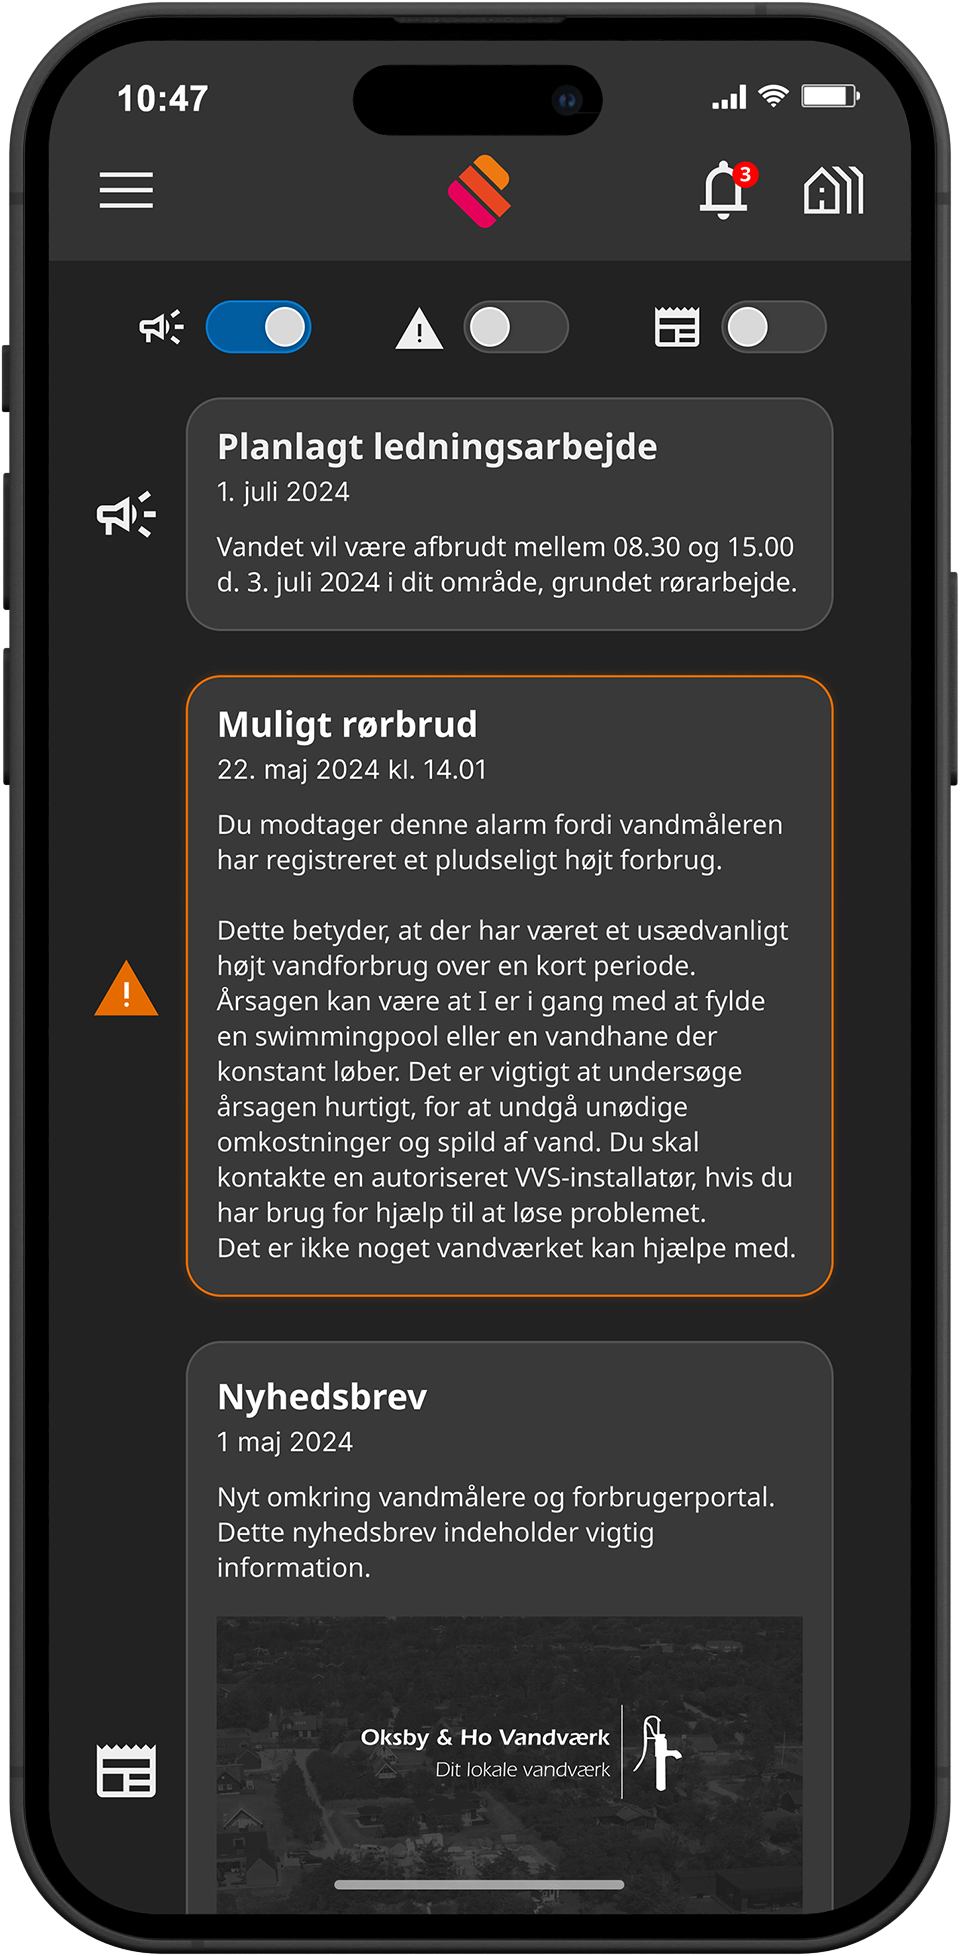 10:47
3
Planlagt ledningsarbejde
1. juli 2024
Vandet vil være afbrudt mellem 08.30 og 15.00
d. 3. juli 2024 i dit område, grundet rørarbejde.
Muligt rørbrud
22. maj 2024 kl. 14.01
Du modtager denne alarm fordi vandmåleren
har registreret et pludseligt højt forbrug.
Dette betyder, at der har været et usædvanligt
højt vandforbrug over en kort periode.
Årsagen kan være at I er i gang med at fylde
en swimmingpool eller en vandhane der
konstant løber. Det er vigtigt at undersøge
årsagen hurtigt, for at undgå unødige
omkostninger og spild af vand. Du skal
kontakte en autoriseret VVS-installatør, hvis du
har brug for hjælp til at løse problemet.
Det er ikke noget vandværket kan hjælpe med.
Nyhedsbrev
1 maj 2024
Nyt omkring vandmålere og forbrugerportal.
Dette nyhedsbrev indeholder vigtig
information.
Oksby & Ho Vandværk
Dit lokale vandværk